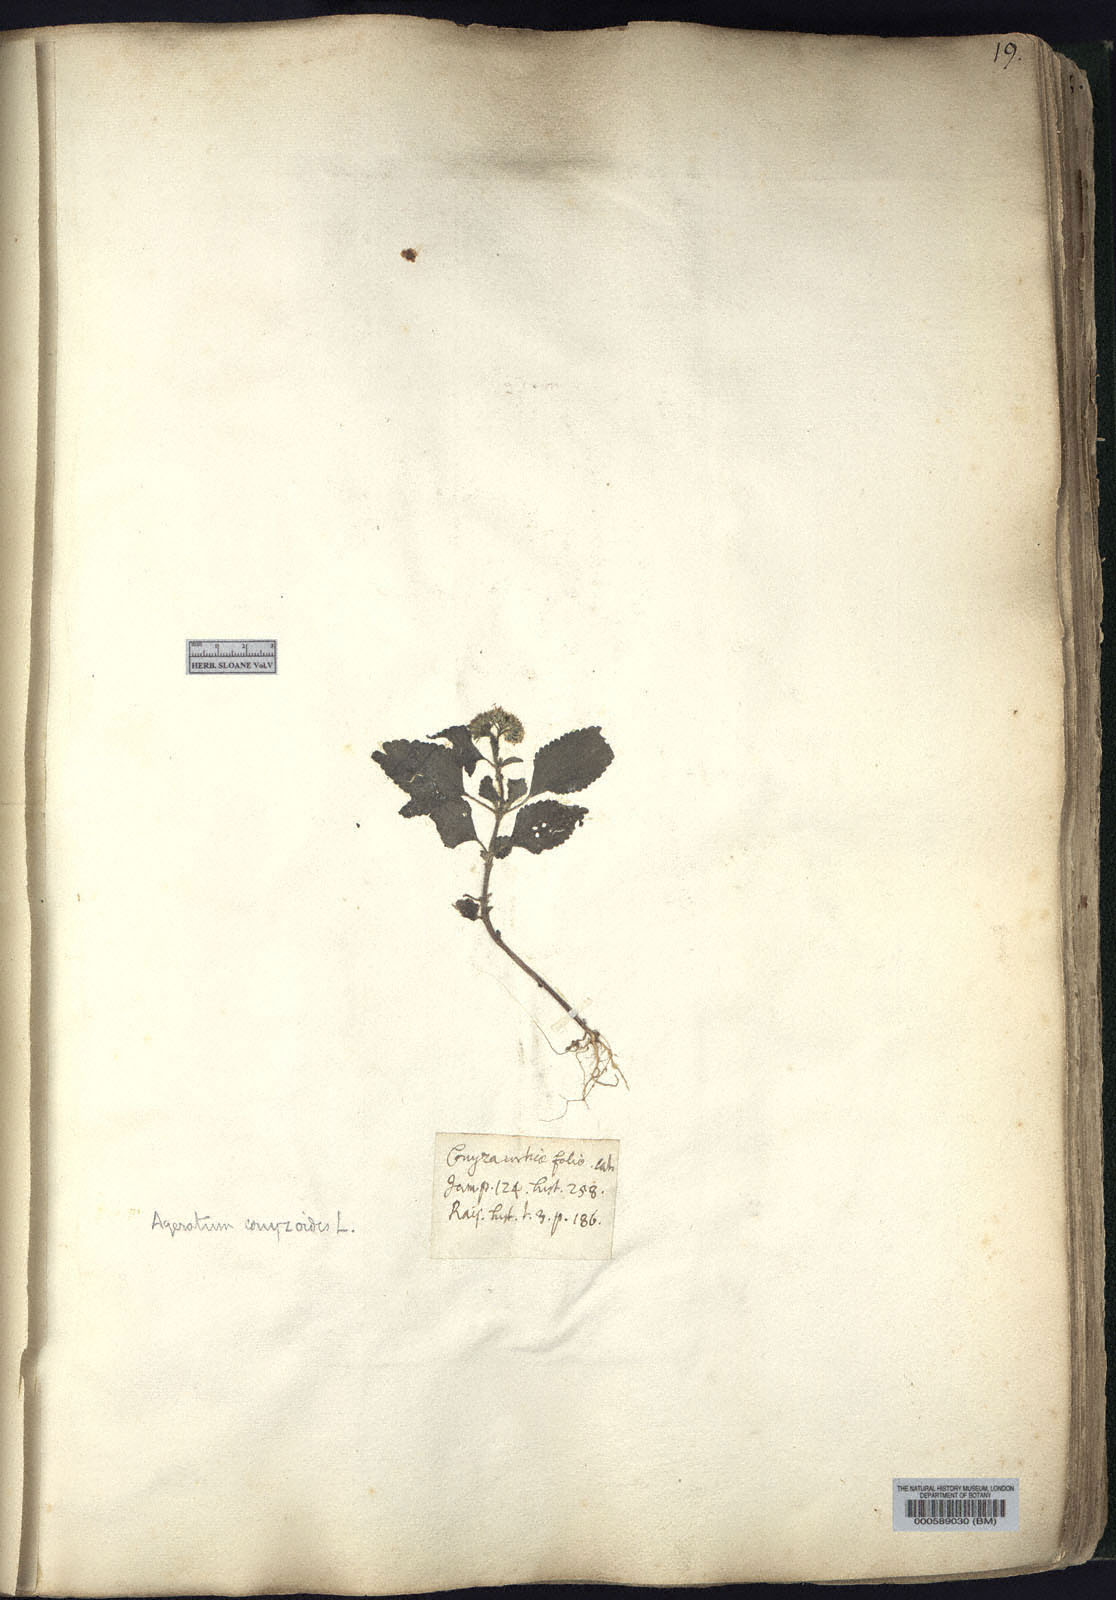 19.
HERB. SLOANE Vol.V
Conyza urticæ folio. cat.
Jam p. 124. hist. 258.
Raij. hist. t. 3. p. 186.
Ageratum conyzoides L.
THE NATURAL HISTORY MUSEUM, LONDON
DEPARTMENT OF BOTANY
000589030 (BM)